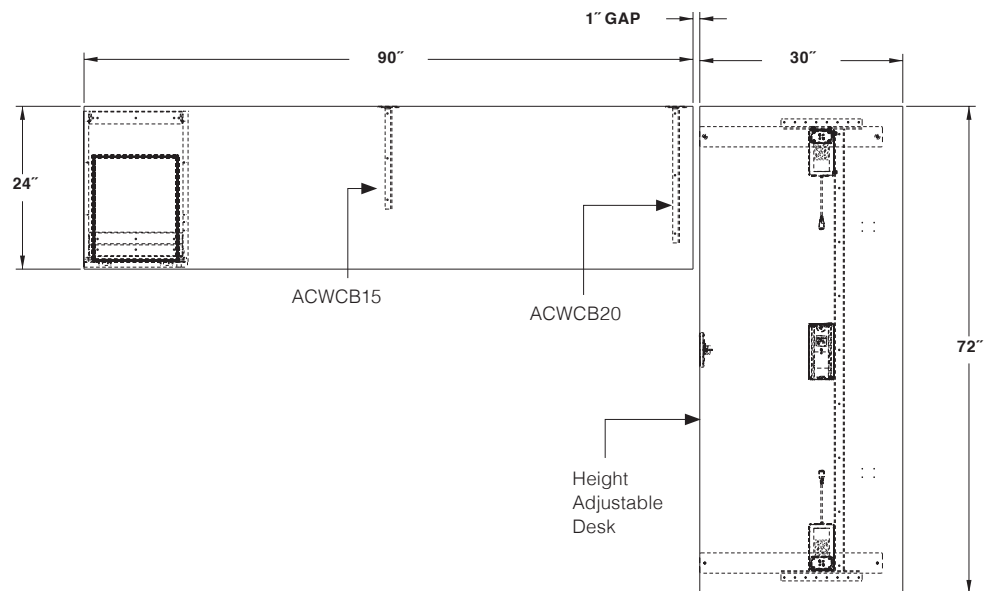 1″ GAP
90″
30″
24″
ACWCB15
ACWCB20
72″
Height
Adjustable
Desk